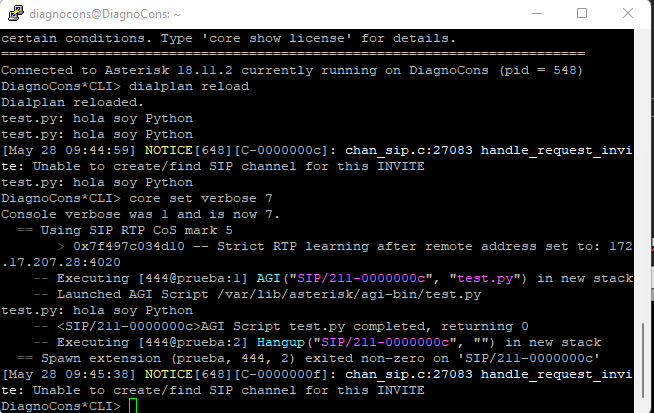 diagnocons@DiagnoCons: ~
certain conditions. Type 'core show license' for details.
=========================================================================
Connected to Asterisk 18.11.2 currently running on DiagnoCons (pid = 548)
DiagnoCons*CLI> dialplan reload
Dialplan reloaded.
test.py: hola soy Python
test.py: hola soy Python
[May 28 09:44:59] NOTICE[648][C-0000000c]: chan_sip.c:27083 handle_request_invi
te: Unable to create/find SIP channel for this INVITE
test.py: hola soy Python
DiagnoCons*CLI> core set verbose 7
Console verbose was 1 and is now 7.
== Using SIP RTP CoS mark 5
> 0x7f497c034d10 -- Strict RTP learning after remote address set to: 172
.17.207.28:4020
-- Executing [444@prueba:1] AGI("SIP/211-0000000c", "test.py") in new stack
-- Launched AGI Script /var/lib/asterisk/agi-bin/test.py
test.py: hola soy Python
-- <SIP/211-0000000c>AGI Script test.py completed, returning 0
-- Executing [444@prueba:2] Hangup("SIP/211-0000000c", "") in new stack
== Spawn extension (prueba, 444, 2) exited non-zero on 'SIP/211-0000000c'
[May 28 09:45:38] NOTICE[648][C-0000000f]: chan_sip.c:27083 handle_request_invi
te: Unable to create/find SIP channel for this INVITE
DiagnoCons*CLI>